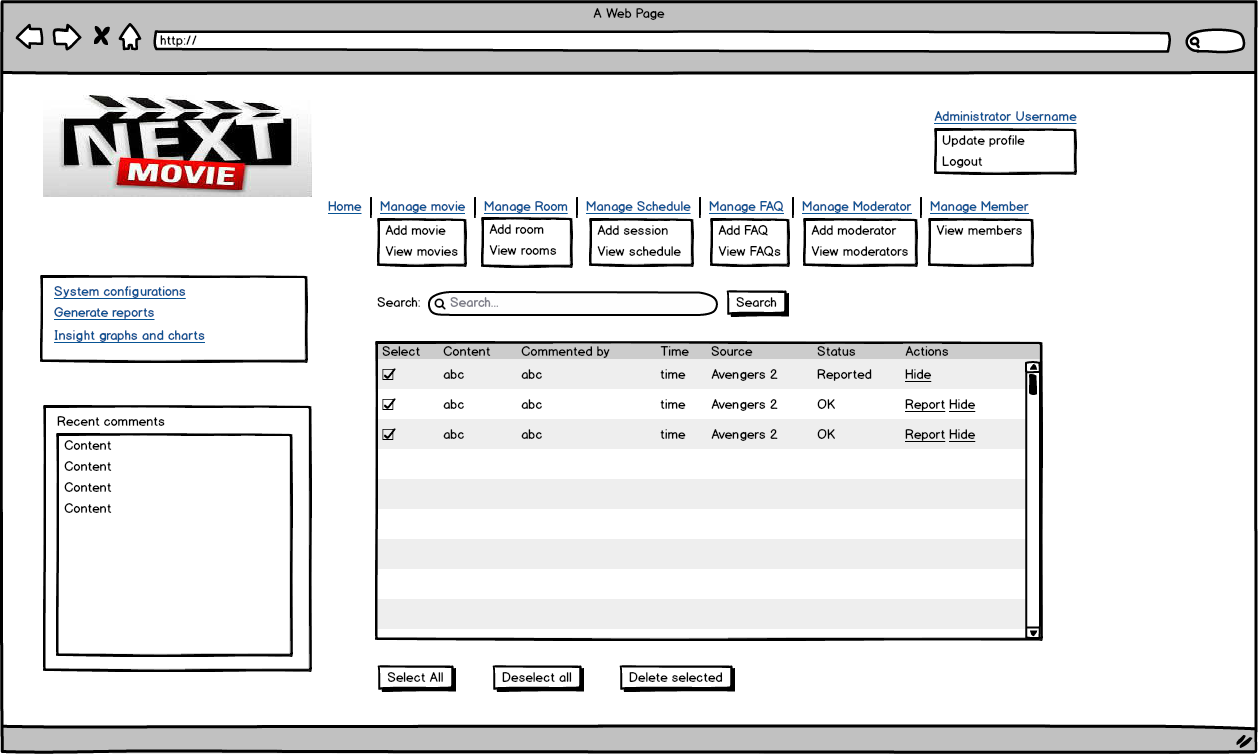 A Web Page
http://
NEXT
MOVIE
Administrator Username
Update profile
Logout
Home Manage movie Manage Room Manage Schedule Manage FAQ Manage Moderator Manage Member
Add movie Add room Add session Add FAQ Add moderator View members
View movies View rooms View schedule View FAQs View moderators
System configurations
Generate reports
Insight graphs and charts
Search: Search... Search
Select Content Commented by Time Source Status Actions
abc abc time Avengers 2 Reported Hide
abc abc time Avengers 2 OK Report Hide
abc abc time Avengers 2 OK Report Hide
Recent comments
Content
Content
Content
Content
Select All Deselect all Delete selected